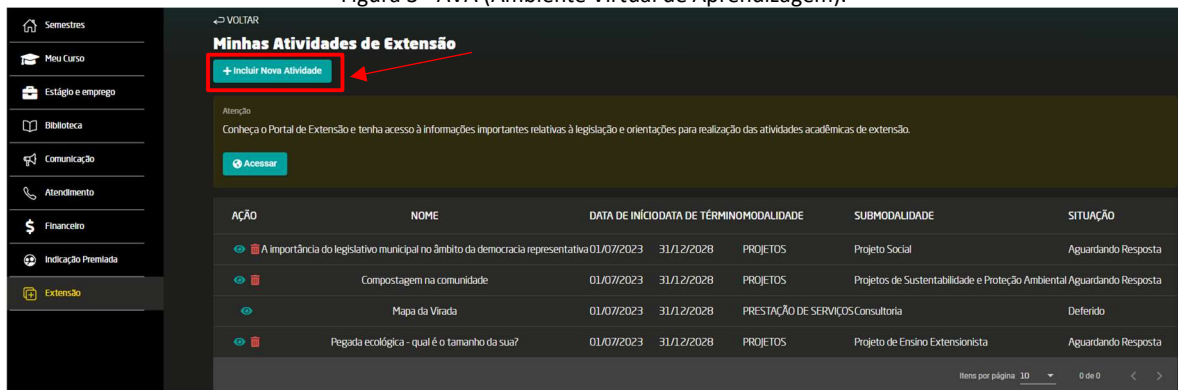 Figura 3 - AVA (Ambiente Virtual de Aprendizagem).
Semestres
Meu Curso
Estágio e emprego
Biblioteca
Comunicação
Atendimento
Financeiro
Indicação Premiada
Extensão
VOLTAR
Minhas Atividades de Extensão
+ Incluir Nova Atividade
Atenção
Conheça o Portal de Extensão e tenha acesso à informações importantes relativas à legislação e orientações para realização das atividades acadêmicas de extensão.
Acessar
AÇÃO NOME DATA DE INÍCIO DATA DE TÉRMINO MODALIDADE SUBMODALIDADE SITUAÇÃO
A importância do legislativo municipal no âmbito da democracia representativa 01/07/2023 31/12/2028 PROJETOS Projeto Social Aguardando Resposta
Compostagem na comunidade 01/07/2023 31/12/2028 PROJETOS Projetos de Sustentabilidade e Proteção Ambiental Aguardando Resposta
Mapa da Virada 01/07/2023 31/12/2028 PRESTAÇÃO DE SERVIÇOS Consultoria Deferido
Pegada ecológica - qual é o tamanho da sua? 01/07/2023 31/12/2028 PROJETOS Projeto de Ensino Extensionista Aguardando Resposta
Itens por página 10 0 de 0